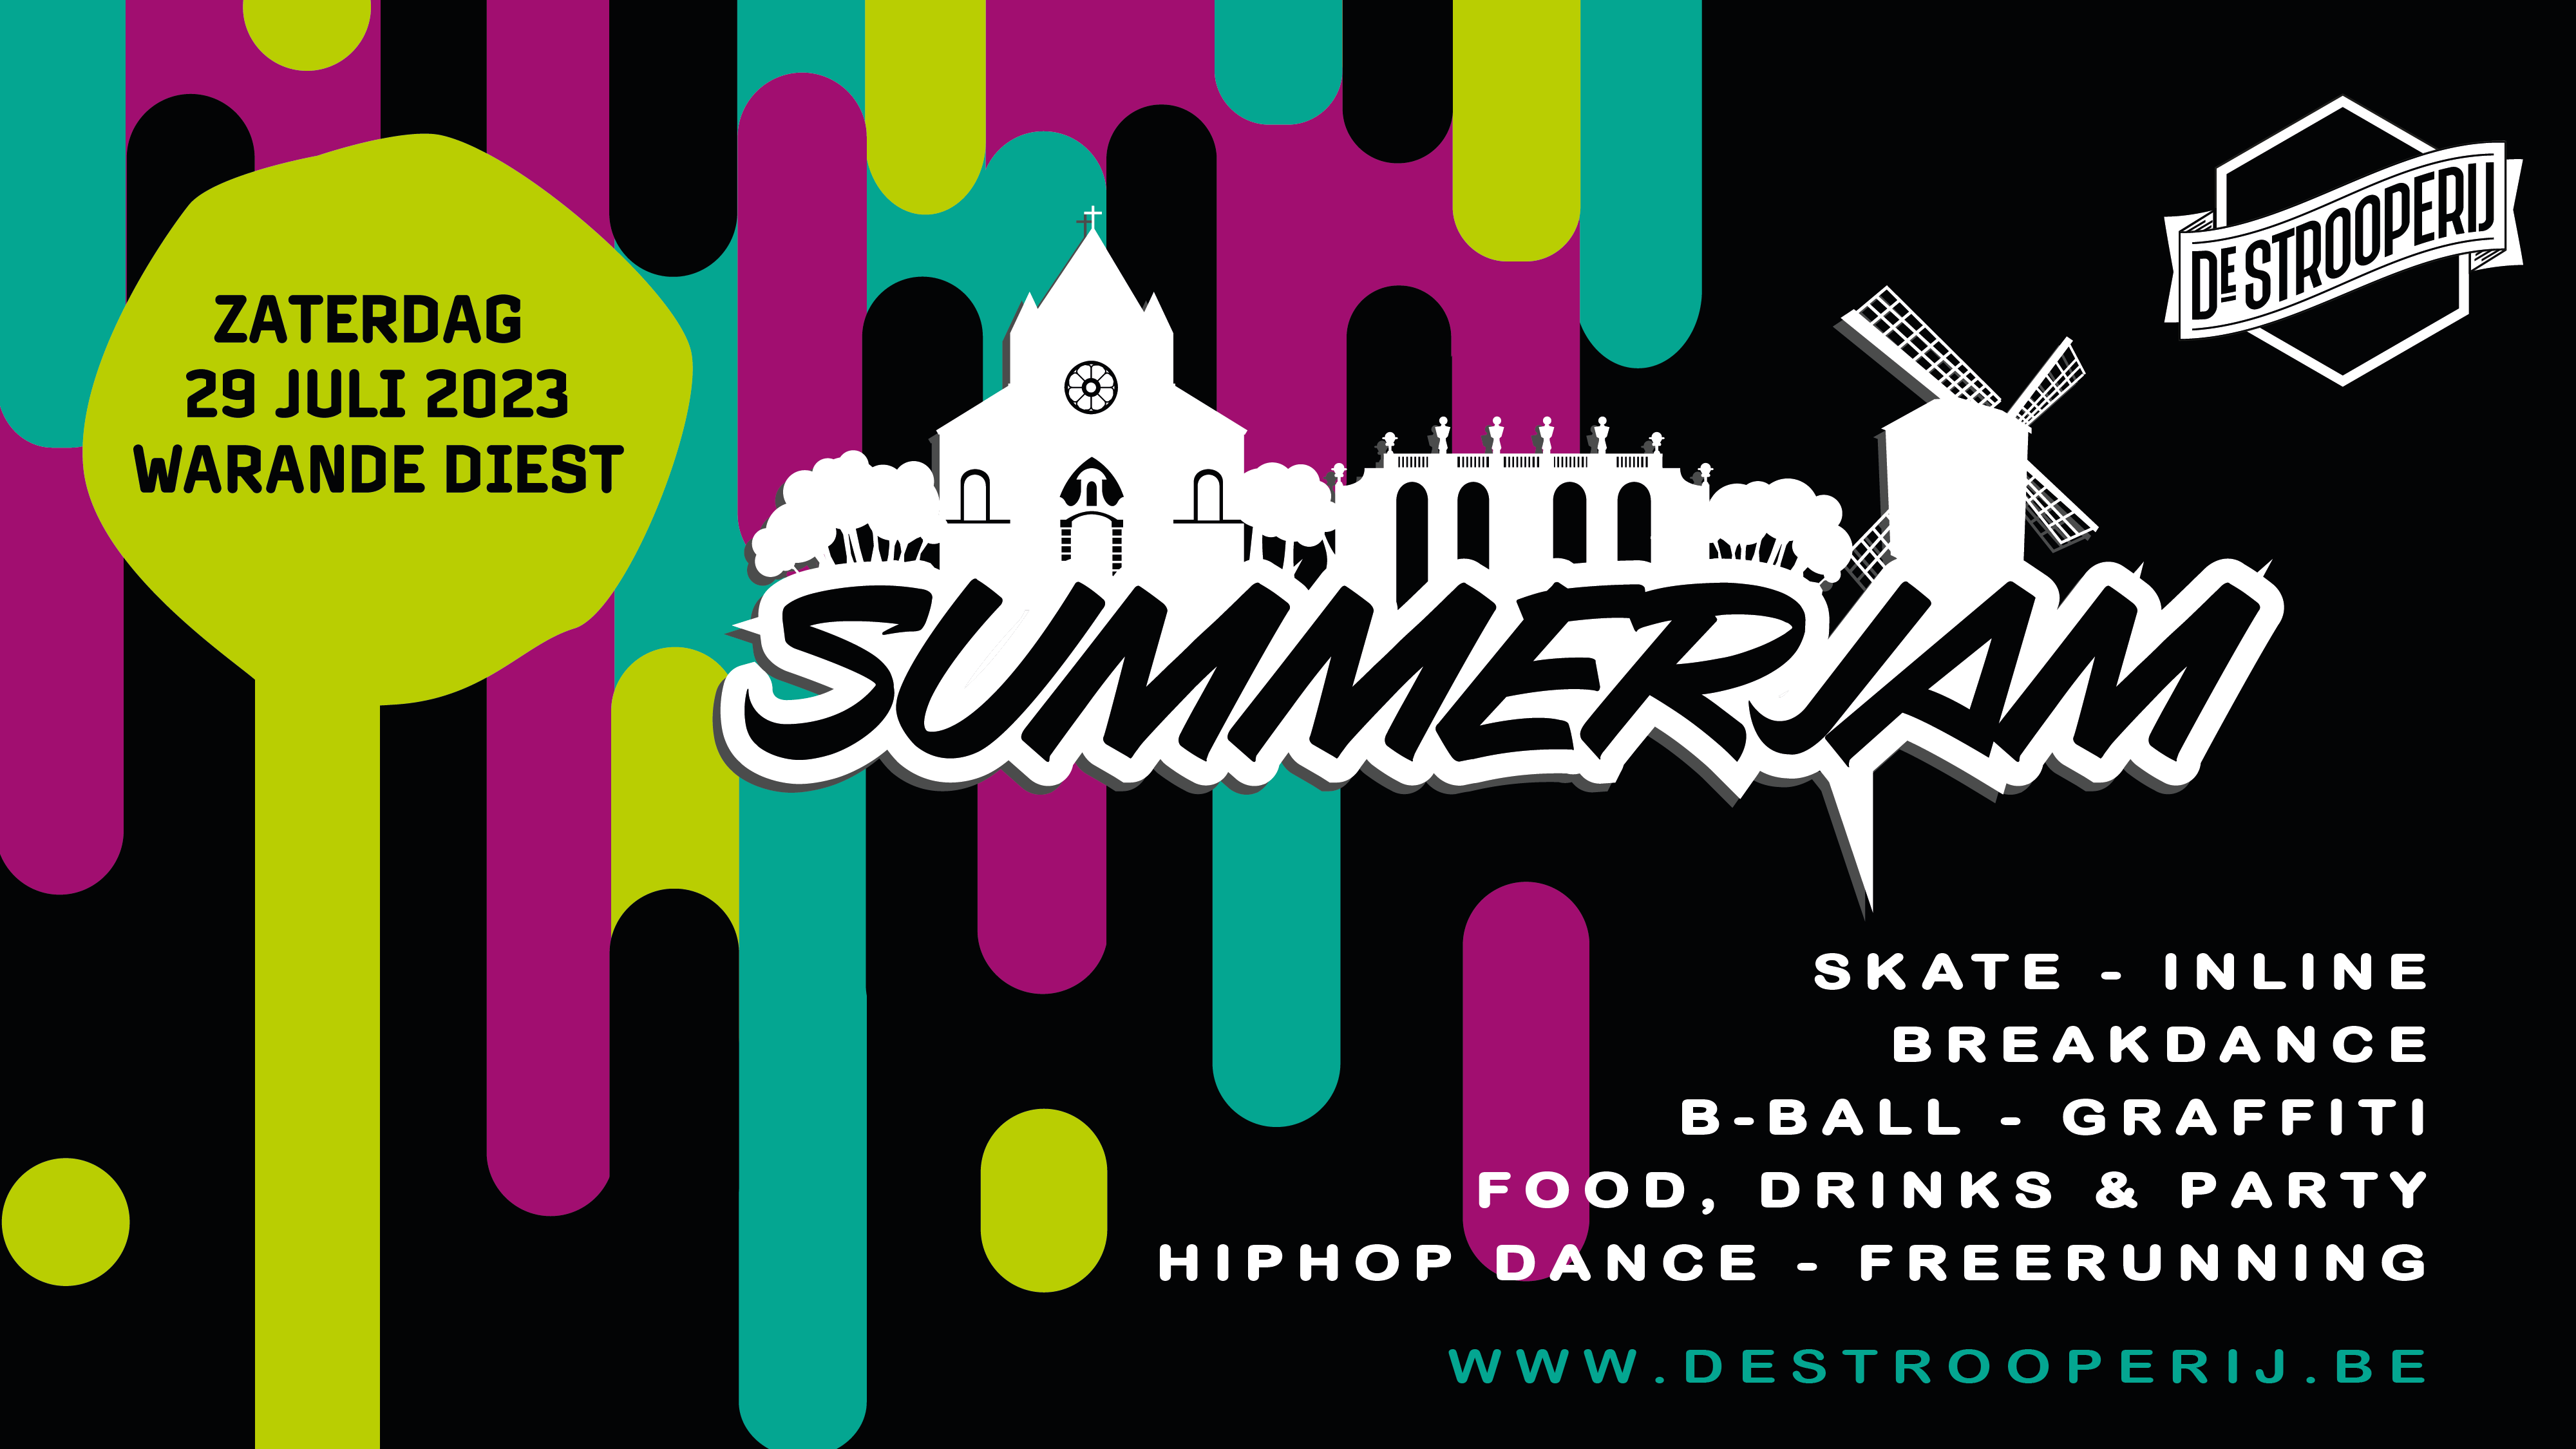 DE STROOPERIJ
ZATERDAG
29 JULI 2023
WARANDE DIEST
SUMMERJAM
SKATE - INLINE
BREAKDANCE
B-BALL - GRAFFITI
FOOD, DRINKS & PARTY
HIPHOP DANCE - FREERUNNING
WWW.DESTROOPERIJ.BE